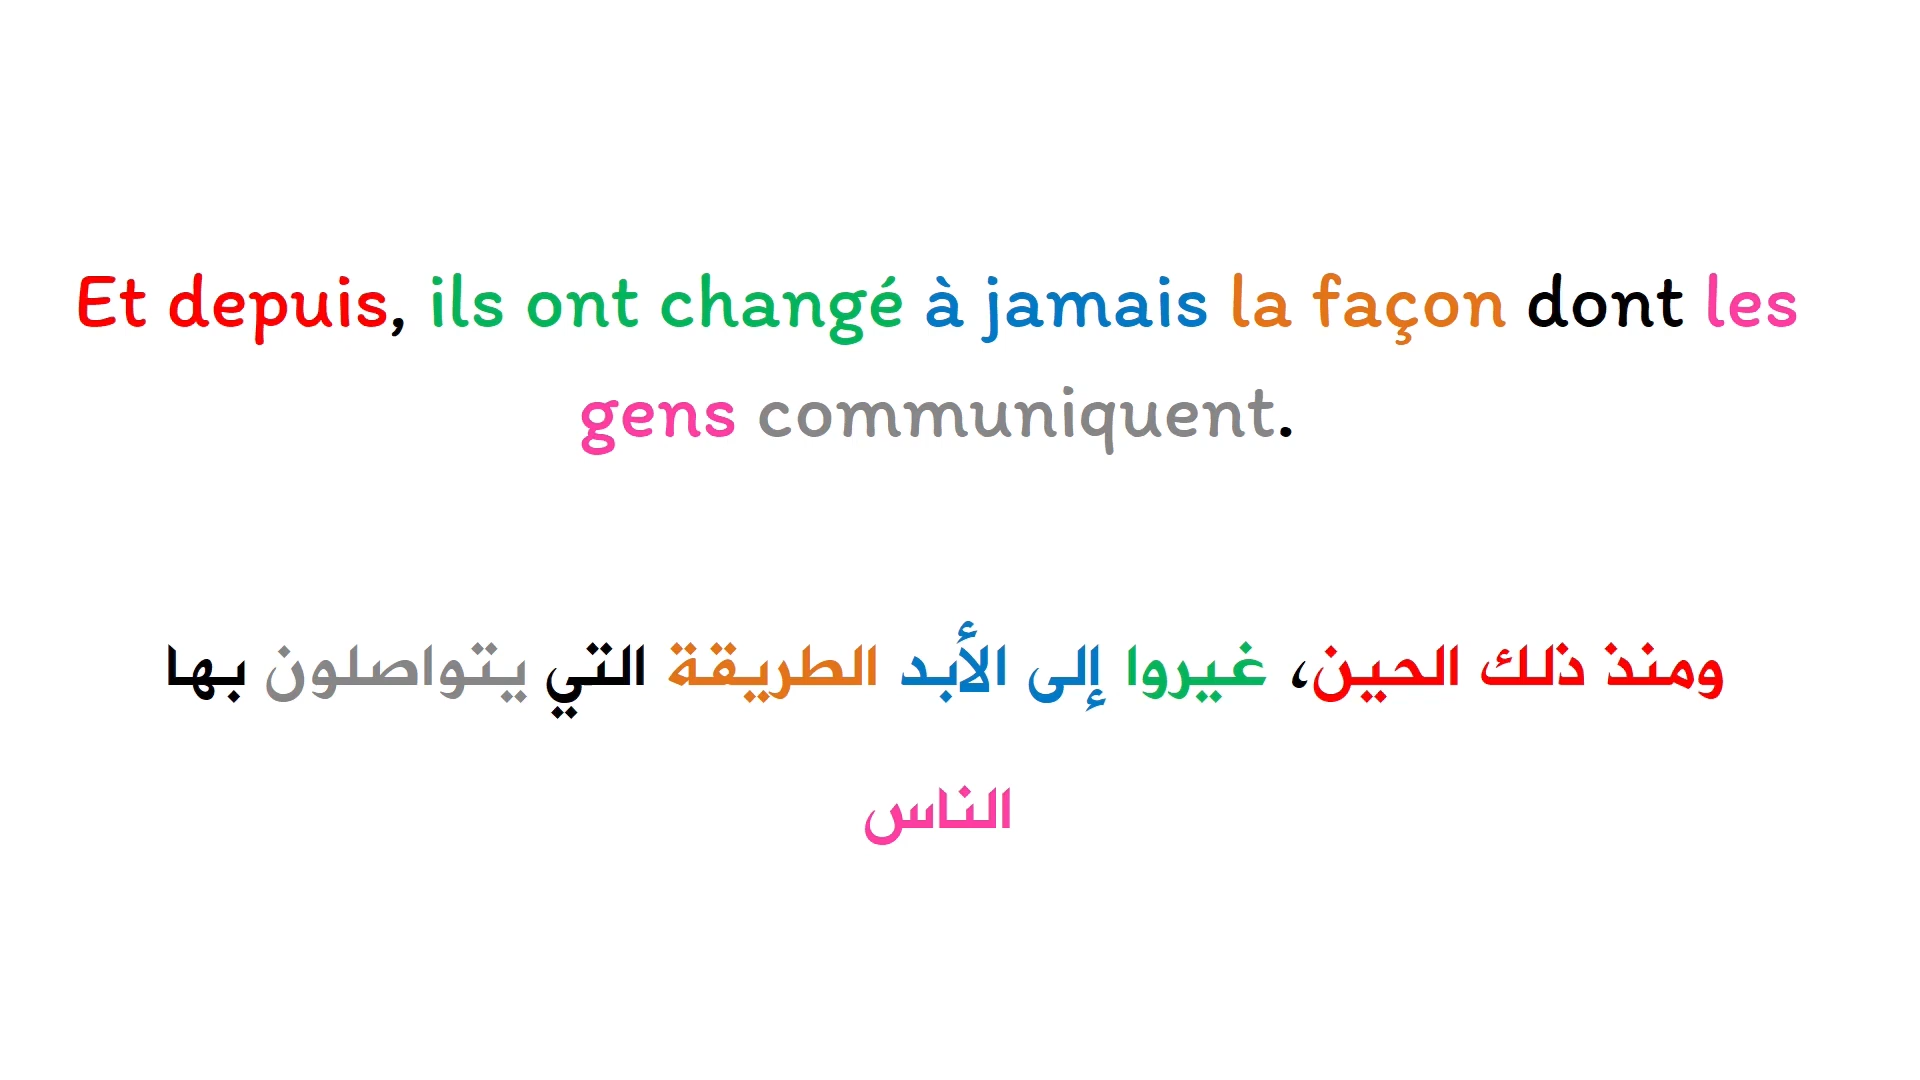 Et depuis, ils ont changé à jamais la façon dont les
gens communiquent.
ومنذ ذلك الحين، غيروا إلى الأبد الطريقة التي يتواصلون بها
الناس